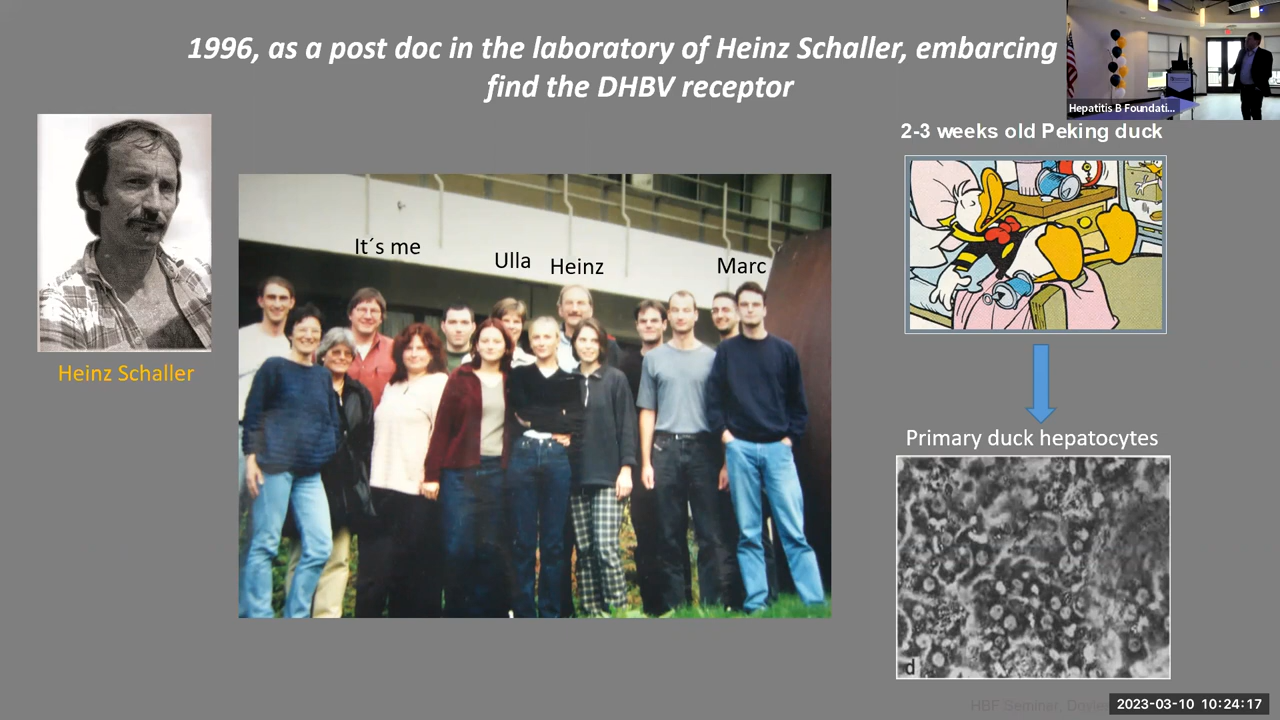 1996, as a post doc in the laboratory of Heinz Schaller, embarcing
find the DHBV receptor
Hepatitis B Foundati...
2-3 weeks old Peking duck
It´s me
Ulla
Heinz
Marc
Heinz Schaller
Primary duck hepatocytes
d
HBF Seminar, Doyle
2023-03-10 10:24:17